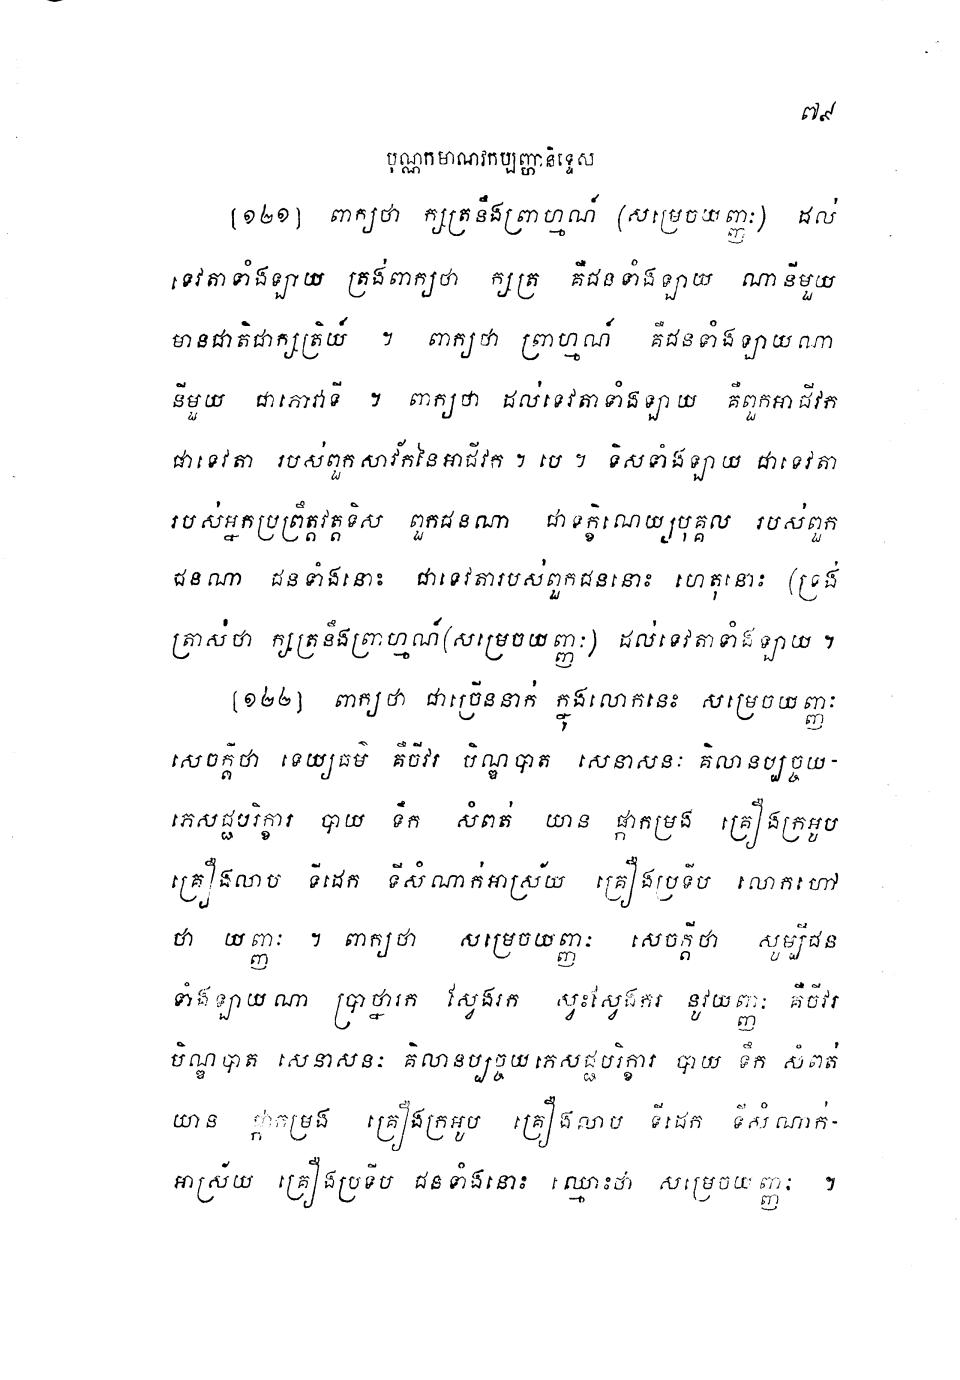 ៧៩
បុណ្ណកមាណវកប្បញ្ហានិទ្ទេស
[១២១] ពាក្យថា ក្សត្រនឹងព្រាហ្មណ៍ (សម្រេចយញ្ញៈ) ដល់
ទេវតាទាំងឡាយ ត្រង់ពាក្យថា ក្សត្រ គឺជនទាំងឡាយ ណានីមួយ
មានជាតិជាក្សត្រិយ៍ ។ ពាក្យថា ព្រាហ្មណ៍ គឺជនទាំងឡាយណា
នីមួយ ជាភោវាទី ។ ពាក្យថា ដល់ទេវតាទាំងឡាយ គឺពួកអាជីវក
ជាទេវតា របស់ពួកសាវ័កនៃអាជីវក ។ បេ ។ ទិសទាំងឡាយ ជាទេវតា
របស់អ្នកប្រព្រឹត្តវត្តទិស ពួកជនណា ជាទក្ខិណេយ្យបុគ្គល របស់ពួក
ជនណា ជនទាំងនោះ ជាទេវតារបស់ពួកជននោះ ហេតុនោះ (ទ្រង់
ត្រាស់ថា ក្សត្រនឹងព្រាហ្មណ៍(សម្រេចយញ្ញៈ) ដល់ទេវតាទាំងឡាយ ។
[១២២] ពាក្យថា ជាច្រើននាក់ ក្នុងលោកនេះ សម្រេចយញ្ញៈ
សេចក្តីថា ទេយ្យធម៌ គឺចីវរ បិណ្ឌបាត សេនាសនៈ គិលានប្បច្ចយ-
ភេសជ្ជបរិក្ខារ បាយ ទឹក សំពត់ យាន ផ្កាកម្រង គ្រឿងក្រអូប
គ្រឿងលាប ទីដេក ទីសំណាក់អាស្រ័យ គ្រឿងប្រទីប លោកហៅ
ថា យញ្ញៈ ។ ពាក្យថា សម្រេចយញ្ញៈ សេចក្តីថា សូម្បីជន
ទាំងឡាយណា ប្រាថ្នារក ស្វែងរក ស្វះស្វែងរក នូវយញ្ញៈ គឺចីវរ
បិណ្ឌបាត សេនាសនៈ គិលានប្បច្ចយភេសជ្ជបរិក្ខារ បាយ ទឹក សំពត់
យាន ផ្កាកម្រង គ្រឿងក្រអូប គ្រឿងលាប ទីដេក ទីសំណាក់-
អាស្រ័យ គ្រឿងប្រទីប ជនទាំងនោះ ឈ្មោះថា សម្រេចយញ្ញៈ ។